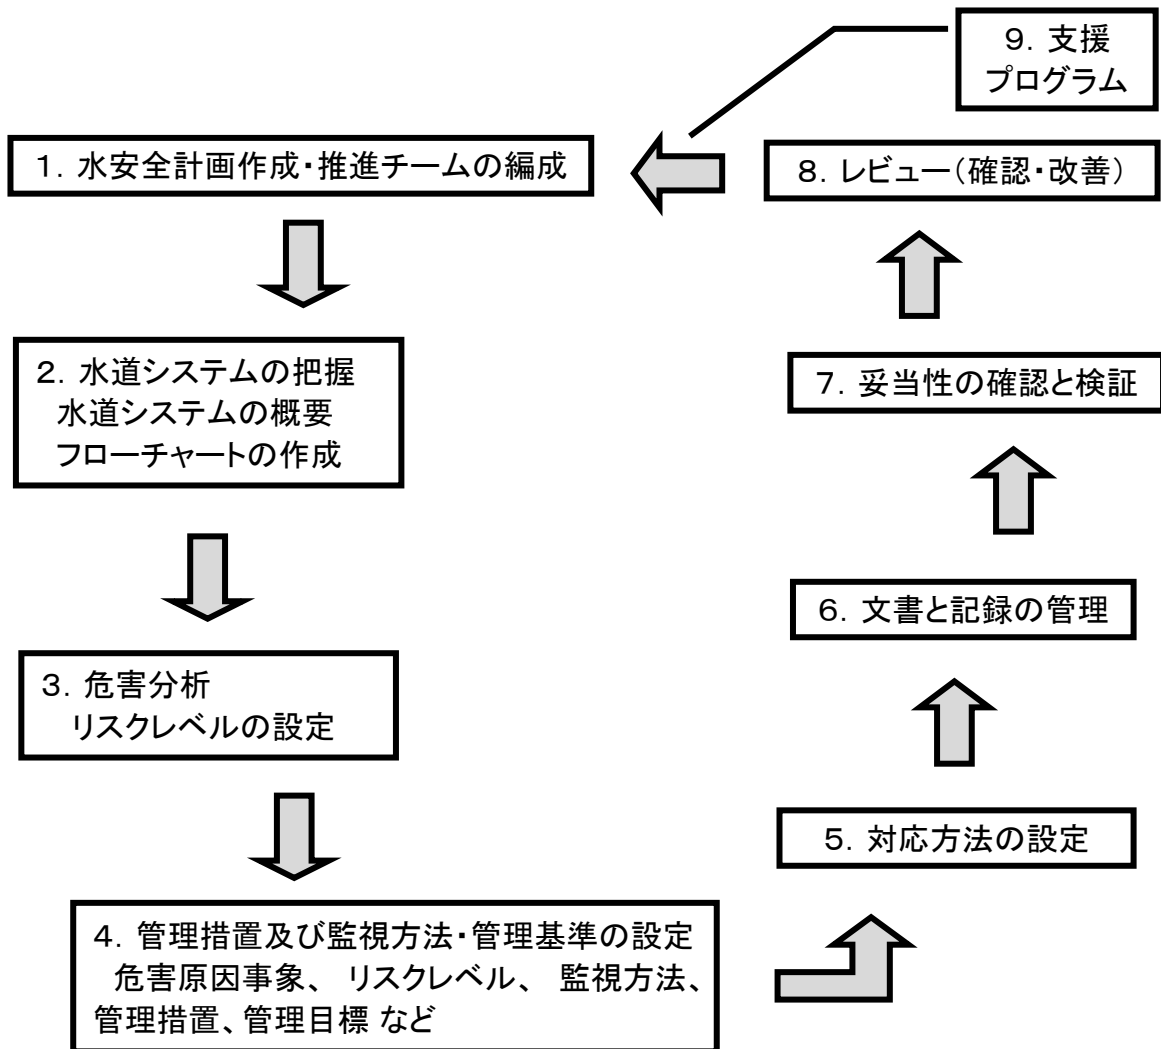 9．支援
プログラム
1．水安全計画作成・推進チームの編成
8．レビュー（確認・改善）
2．水道システムの把握
水道システムの概要
フローチャートの作成
7．妥当性の確認と検証
6．文書と記録の管理
3．危害分析
リスクレベルの設定
5．対応方法の設定
4．管理措置及び監視方法・管理基準の設定
危害原因事象、 リスクレベル、 監視方法、
管理措置、管理目標 など